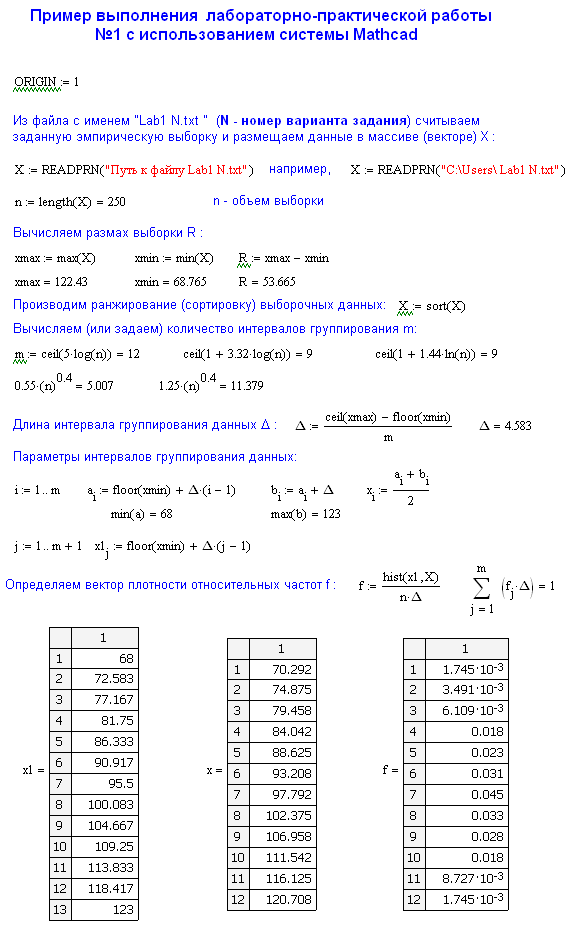 Пример выполнения лабораторно-практической работы
№1 с использованием системы Mathcad
ORIGIN := 1
Из файла с именем "Lab1 N.txt " (N - номер варианта задания) считываем
заданную эмпирическую выборку и размещаем данные в массиве (векторе) X :
X := READPRN("Путь к файлу Lab1 N.txt") например, X := READPRN("C:\Users\ Lab1 N.txt")
n := length(X) = 250 n - объем выборки
Вычисляем размах выборки R :
xmax := max(X) xmin := min(X) R := xmax − xmin
xmax = 122.43 xmin = 68.765 R = 53.665
Производим ранжирование (сортировку) выборочных данных: X := sort(X)
Вычисляем (или задаем) количество интервалов группирования m:
m := ceil(5·log(n)) = 12 ceil(1 + 3.32·log(n)) = 9 ceil(1 + 1.44·ln(n)) = 9
0.55·(n)^0.4 = 5.007 1.25·(n)^0.4 = 11.379
Длина интервала группирования данных Δ : Δ := (ceil(xmax) − floor(xmin))/m Δ = 4.583
Параметры интервалов группирования данных:
i := 1.. m a_i := floor(xmin) + Δ·(i − 1) b_i := a_i + Δ x_i := (a_i + b_i)/2
min(a) = 68 max(b) = 123
j := 1.. m + 1 x1_j := floor(xmin) + Δ·(j − 1)
Определяем вектор плотности относительных частот f : f := hist(x1,X)/(n·Δ) ∑_{j = 1}^{m} (f_j·Δ) = 1
x1 =
1
1 68
2 72.583
3 77.167
4 81.75
5 86.333
6 90.917
7 95.5
8 100.083
9 104.667
10 109.25
11 113.833
12 118.417
13 123
x =
1
1 70.292
2 74.875
3 79.458
4 84.042
5 88.625
6 93.208
7 97.792
8 102.375
9 106.958
10 111.542
11 116.125
12 120.708
f =
1
1 1.745·10^-3
2 3.491·10^-3
3 6.109·10^-3
4 0.018
5 0.023
6 0.031
7 0.045
8 0.033
9 0.028
10 0.018
11 8.727·10^-3
12 1.745·10^-3